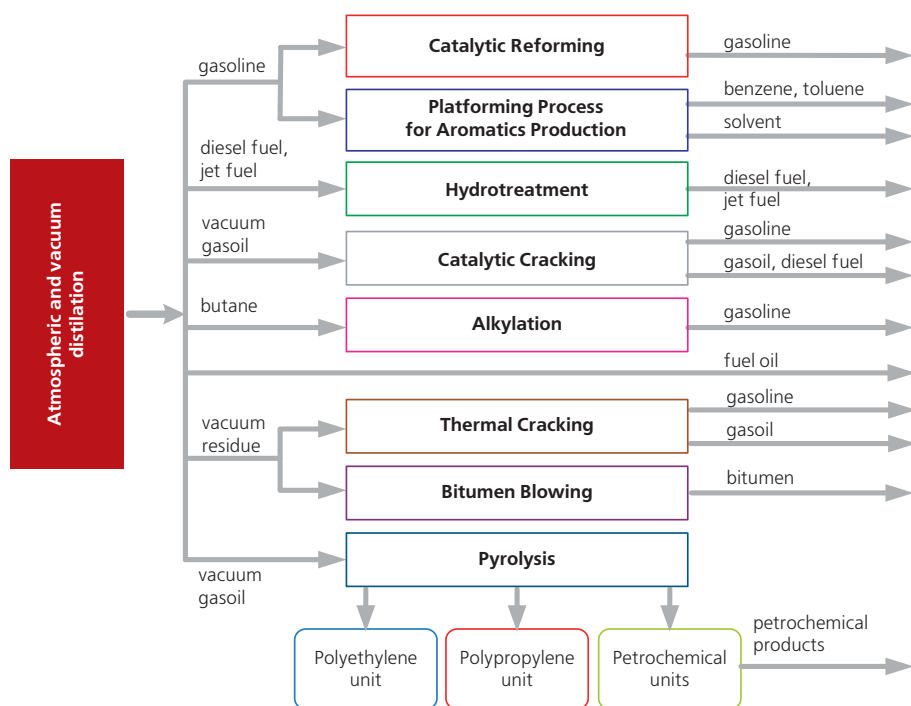 Atmospheric and vacuum
distilation
gasoline
Catalytic Reforming
gasoline
Platforming Process
for Aromatics Production
benzene, toluene
solvent
diesel fuel,
jet fuel
Hydrotreatment
diesel fuel,
jet fuel
vacuum
gasoil
Catalytic Cracking
gasoline
gasoil, diesel fuel
butane
Alkylation
gasoline
fuel oil
vacuum
residue
Thermal Cracking
gasoline
gasoil
Bitumen Blowing
bitumen
vacuum
gasoil
Pyrolysis
Polyethylene
unit
Polypropylene
unit
Petrochemical
units
petrochemical
products